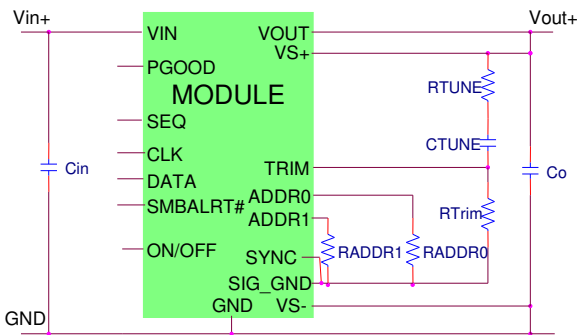 Vin+
Vout+
VIN
VOUT
VS+
PGOOD
RTUNE
MODULE
SEQ
CTUNE
CLK
TRIM
Cin
Co
DATA
ADDR0
SMBALRT#
ADDR1
RTrim
ON/OFF
SYNC
RADDR1
RADDR0
SIG_GND
GND
VS-
GND